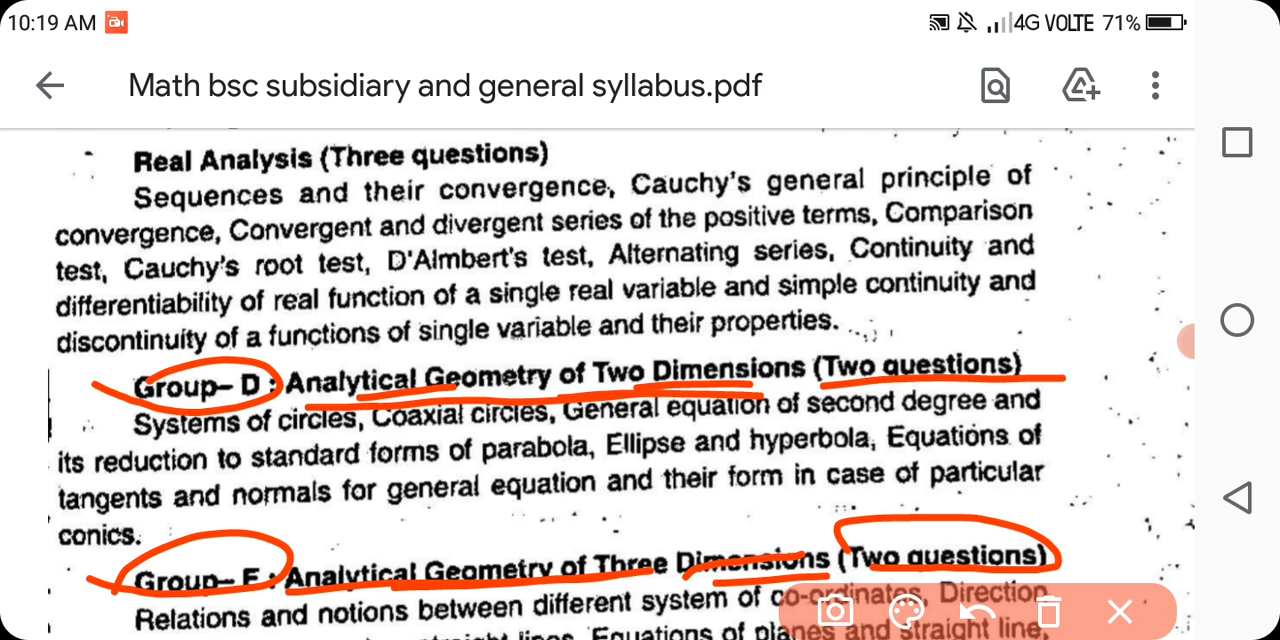 10:19 AM 4G VOLTE 71%
Math bsc subsidiary and general syllabus.pdf
Real Analysis (Three questions)
Sequences and their convergence, Cauchy's general principle of
convergence, Convergent and divergent series of the positive terms, Comparison
test, Cauchy's root test, D'Almbert's test, Alternating series, Continuity and
differentiability of real function of a single real variable and simple continuity and
discontinuity of a functions of single variable and their properties.
Group– D : Analytical Geometry of Two Dimensions (Two questions)
Systems of circles, Coaxial circles, General equation of second degree and
its reduction to standard forms of parabola, Ellipse and hyperbola, Equations of
tangents and normals for general equation and their form in case of particular
conics.
Group– E : Analytical Geometry of Three Dimensions (Two questions)
Relations and notions between different system of co-ordinates, Direction
lines, Equations of planes and straight line,